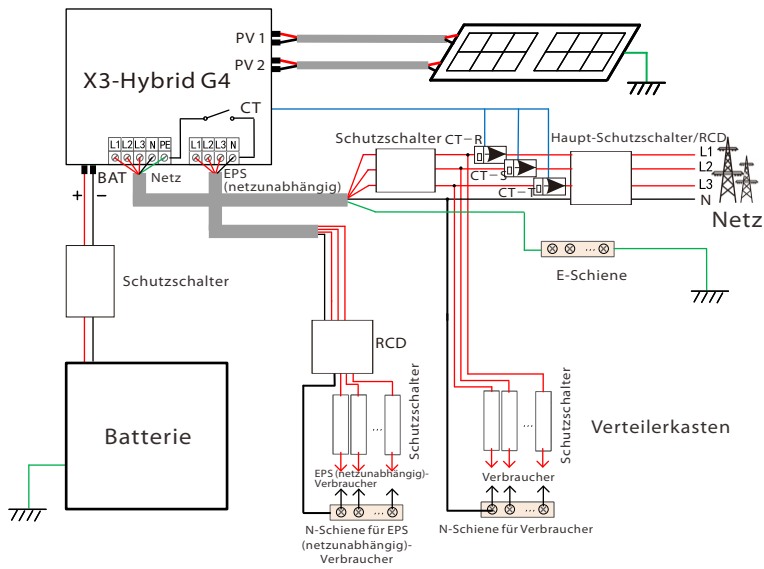 PV 1
PV 2
X3-Hybrid G4
CT
L1 L2 L3 N PE
L1 L2 L3 N
BAT
+
−
Netz
EPS
(netzunabhängig)
Schutzschalter
CT−R
CT−S
CT−T
Haupt-Schutzschalter/RCD
L1
L2
L3
N
Netz
E-Schiene
...
Schutzschalter
Batterie
RCD
Schutzschalter
...
EPS (netzunabhängig)-
Verbraucher
...
N-Schiene für EPS
(netzunabhängig)-
Verbraucher
Schutzschalter
...
Verbraucher
...
N-Schiene für Verbraucher
Verteilerkasten